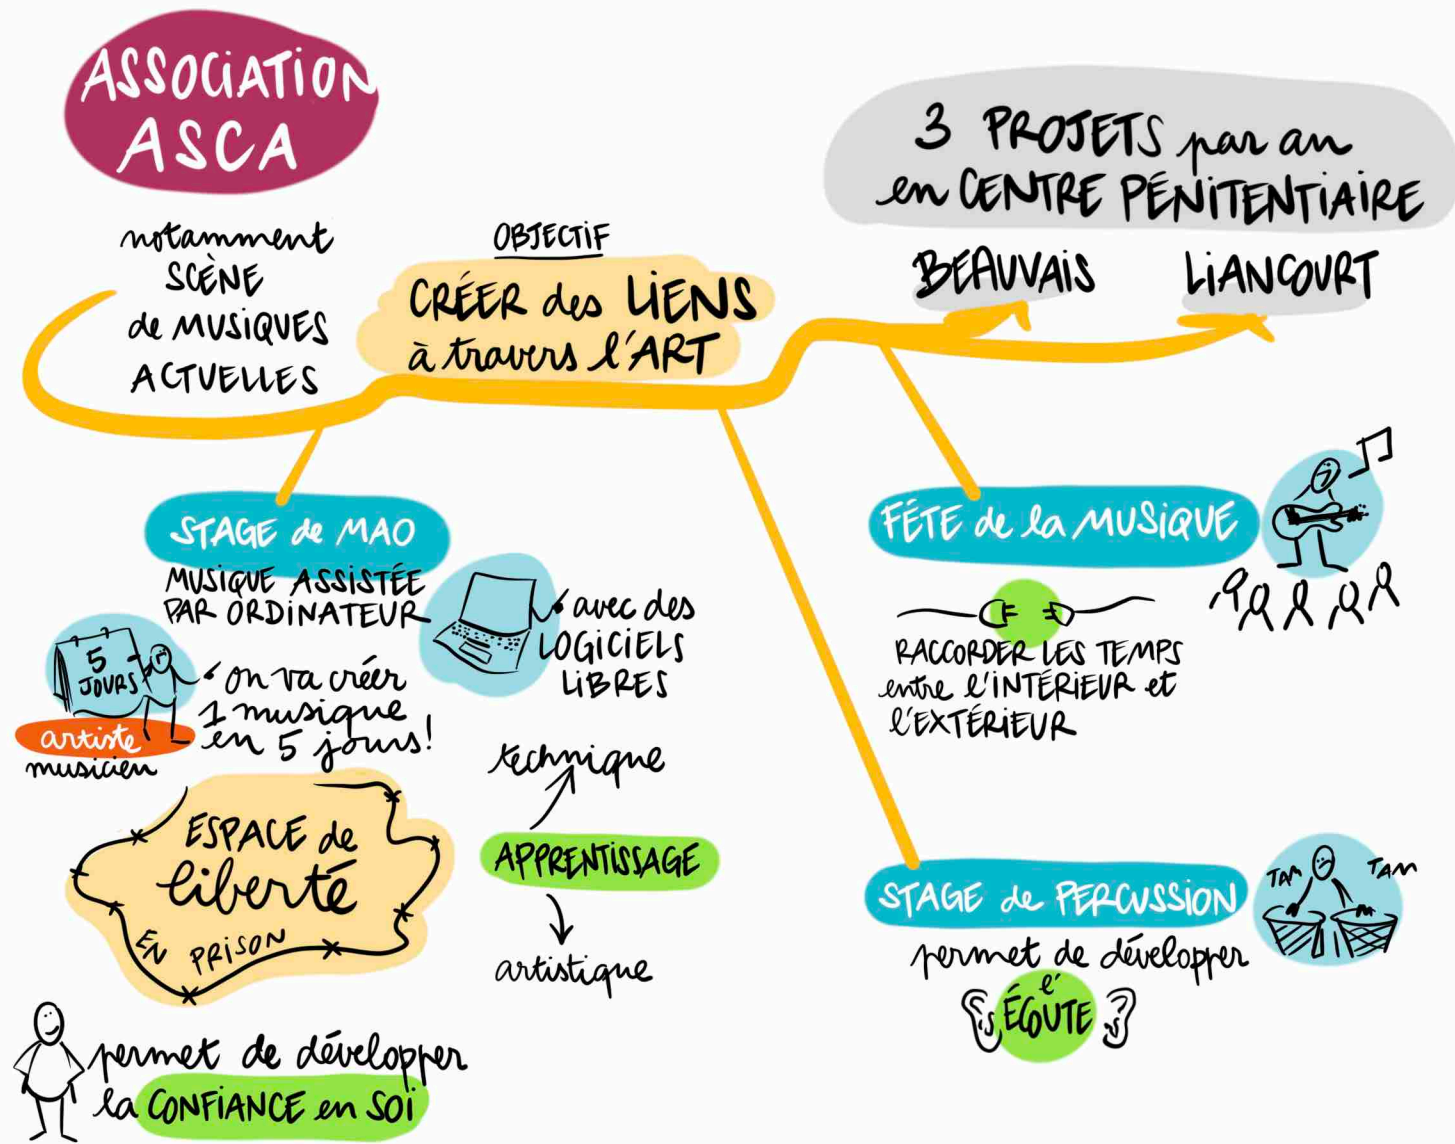 ASSOCIATION
ASCA
notamment
SCÈNE
de MUSIQUES
ACTUELLES
OBJECTIF
CRÉER des LIENS
à travers l'ART
3 PROJETS par an
en CENTRE PÉNITENTIAIRE
BEAUVAIS
LIANCOURT
STAGE de MAO
MUSIQUE ASSISTÉE
PAR ORDINATEUR
avec des
LOGICIELS
LIBRES
5
JOURS
artiste
musicien
on va créer
1 musique
en 5 jours!
technique
APPRENTISSAGE
artistique
ESPACE de
liberté
EN PRISON
permet de développer
la CONFIANCE en SOI
FÊTE de la MUSIQUE
RACCORDER LES TEMPS
entre l'INTÉRIEUR et
l'EXTÉRIEUR
STAGE de PERCUSSION
TAM
TAM
permet de développer
l'
ÉCOUTE